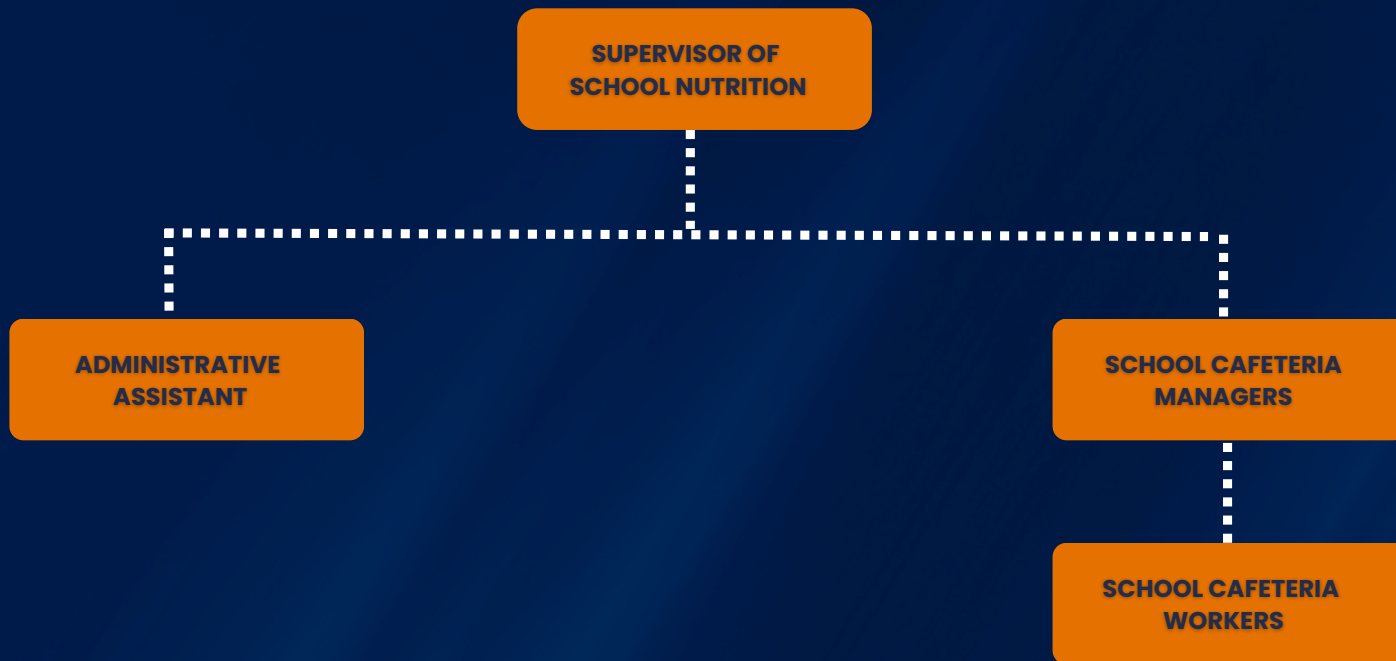 SUPERVISOR OF
SCHOOL NUTRITION
ADMINISTRATIVE
ASSISTANT
SCHOOL CAFETERIA
MANAGERS
SCHOOL CAFETERIA
WORKERS